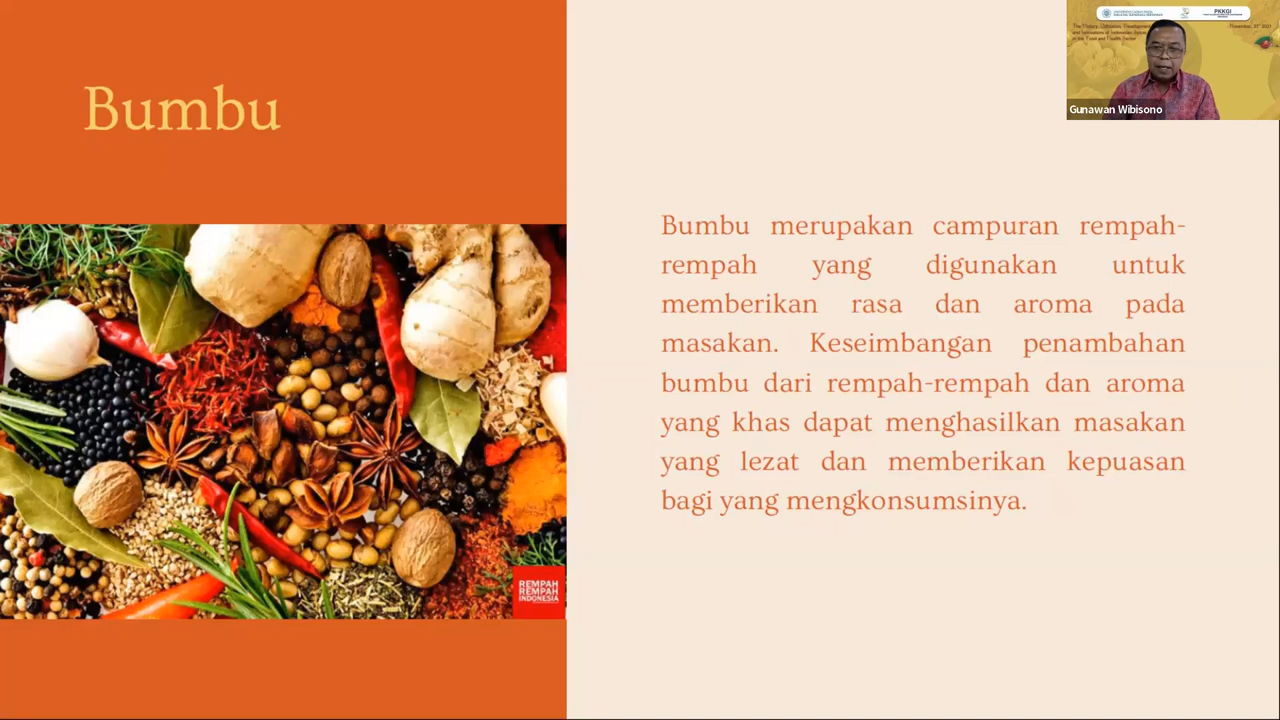 Bumbu
Bumbu merupakan campuran rempah-
rempah yang digunakan untuk
memberikan rasa dan aroma pada
masakan. Keseimbangan penambahan
bumbu dari rempah-rempah dan aroma
yang khas dapat menghasilkan masakan
yang lezat dan memberikan kepuasan
bagi yang mengkonsumsinya.
REMPAH
REMPAH
INDONESIA
PKKGI
Gunawan Wibisono